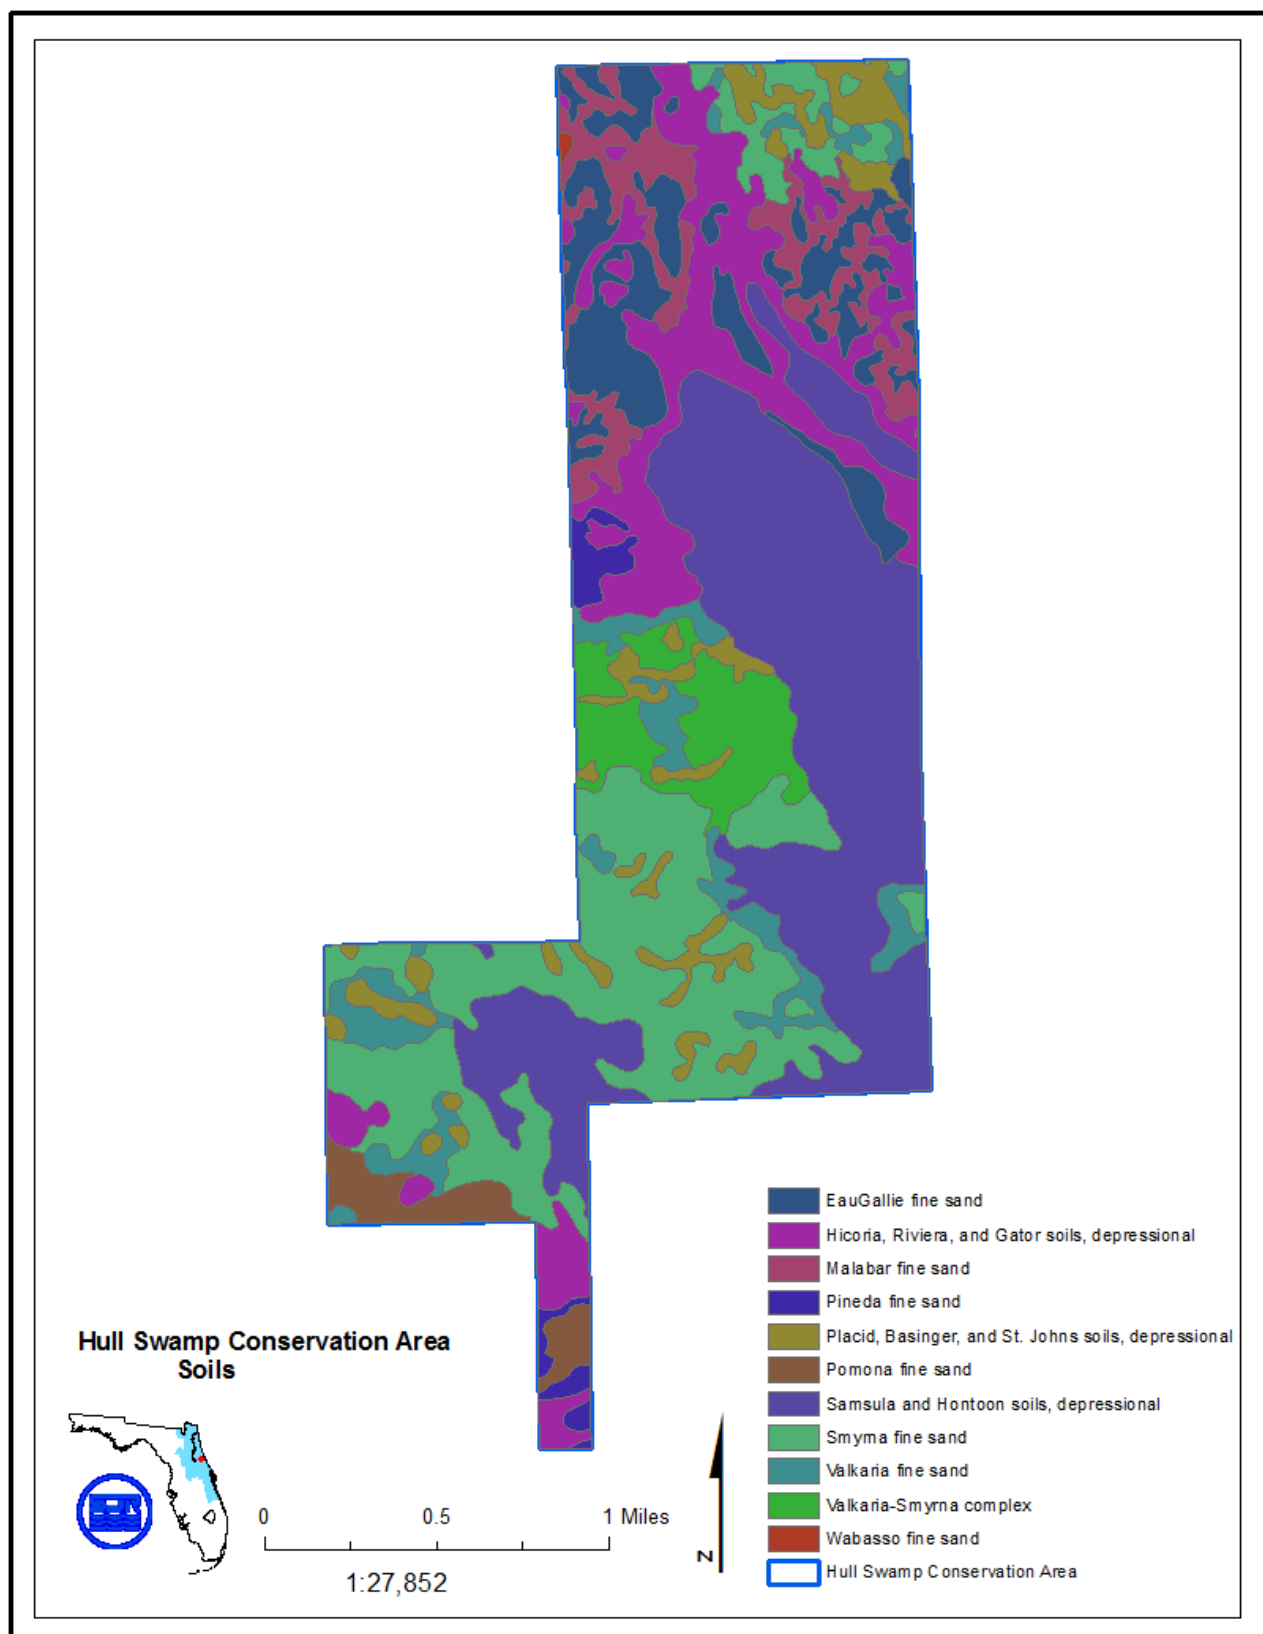 EauGallie fine sand
Hicoria, Riviera, and Gator soils, depressional
Malabar fine sand
Pineda fine sand
Placid, Basinger, and St. Johns soils, depressional
Pomona fine sand
Samsula and Hontoon soils, depressional
Smyrna fine sand
Valkaria fine sand
Valkaria-Smyrna complex
Wabasso fine sand
Hull Swamp Conservation Area
Hull Swamp Conservation Area
Soils
0 0.5 1 Miles
1:27,852
N